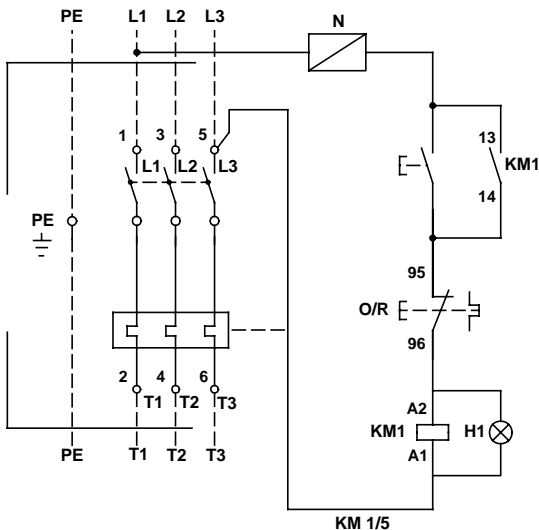 PE L1 L2 L3 N
1 3 5
L1 L2 L3
13
KM1
14
PE
95
O/R
96
2 4 6
T1 T2 T3
A2
KM1 H1
A1
PE T1 T2 T3
KM 1/5